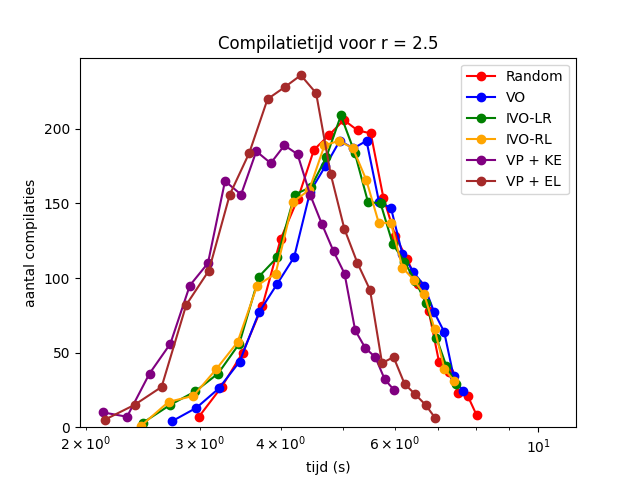 Compilatietijd voor r = 2.5
Random
VO
IVO-LR
IVO-RL
VP + KE
VP + EL
aantal compilaties
200
150
100
50
0
2 × 10⁰
3 × 10⁰
4 × 10⁰
6 × 10⁰
10¹
tijd (s)